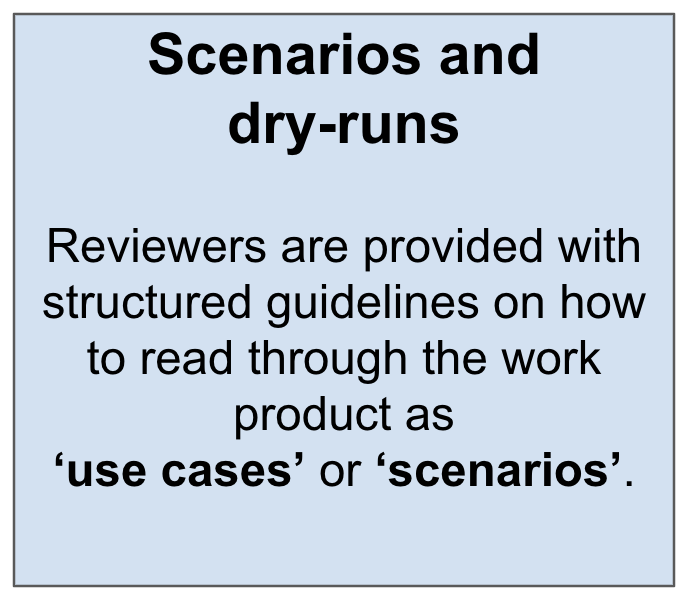 Scenarios and
dry-runs
Reviewers are provided with
structured guidelines on how
to read through the work
product as
‘use cases’ or ‘scenarios’.